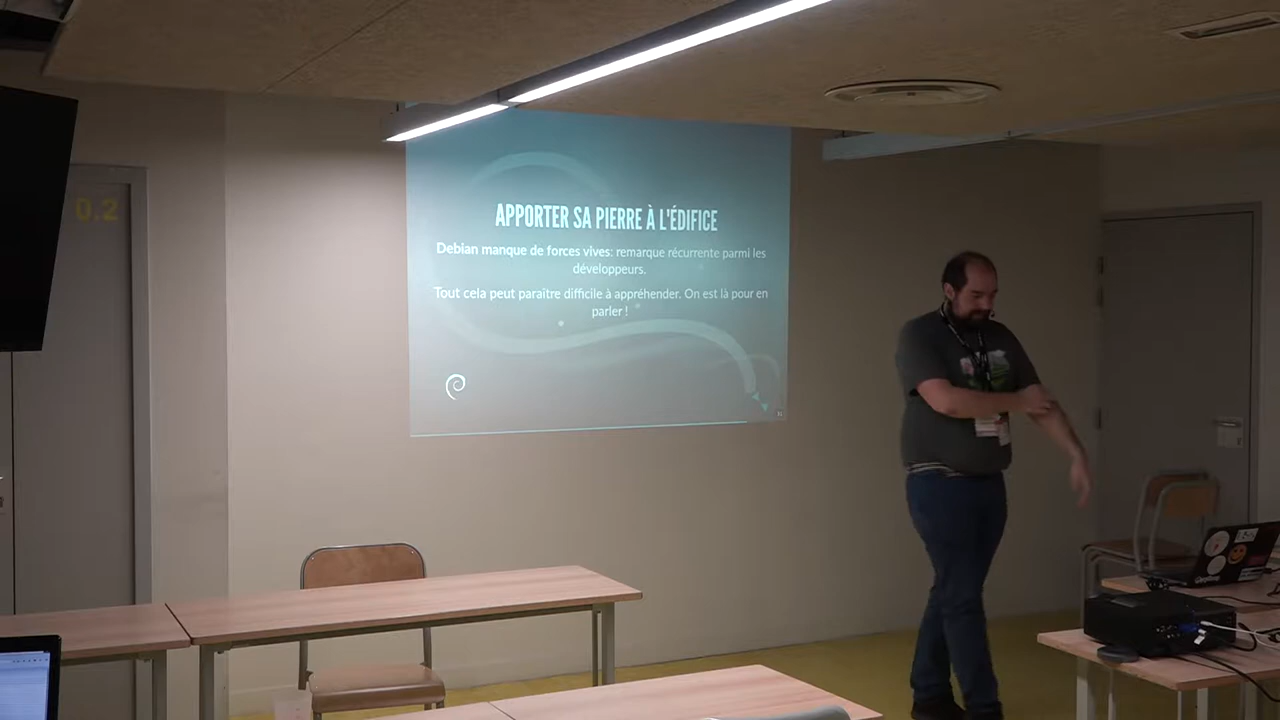 0.2
APPORTER SA PIERRE À L'ÉDIFICE
Debian manque de forces vives: remarque récurrente parmi les
développeurs.
Tout cela peut paraître difficile à appréhender. On est là pour en
parler !